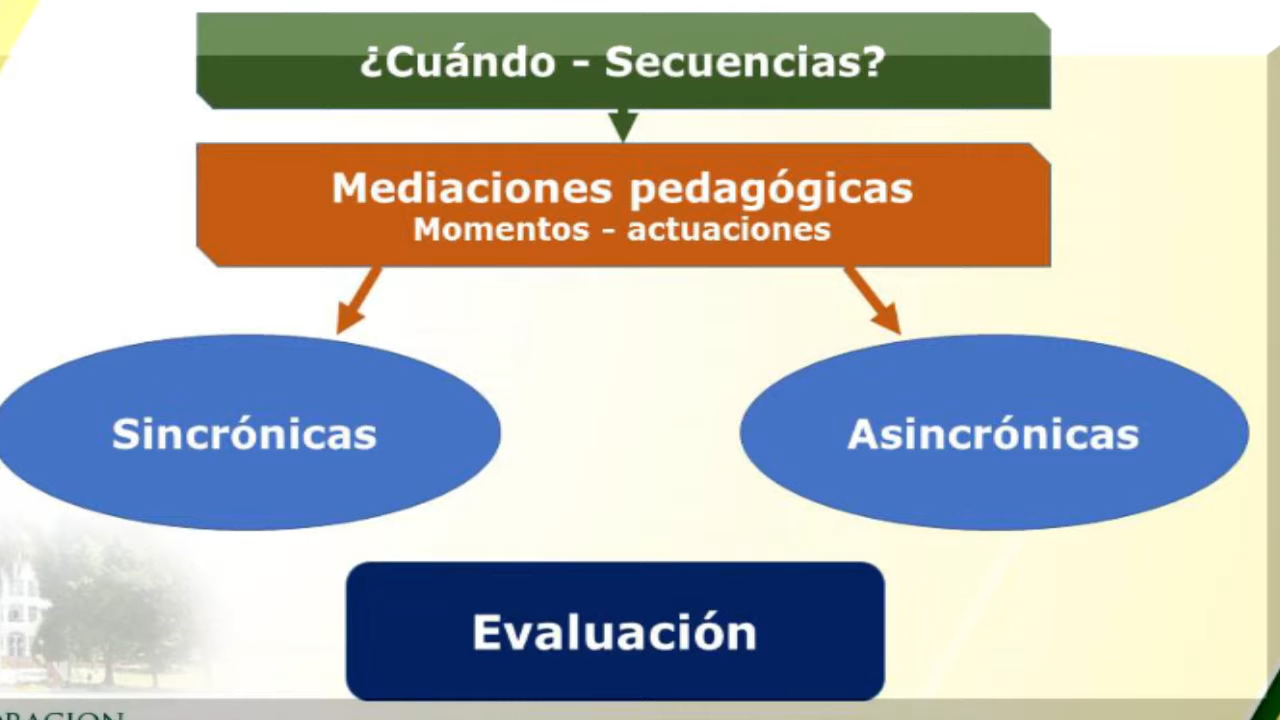 ¿Cuándo - Secuencias?
Mediaciones pedagógicas
Momentos - actuaciones
Sincrónicas
Asincrónicas
Evaluación